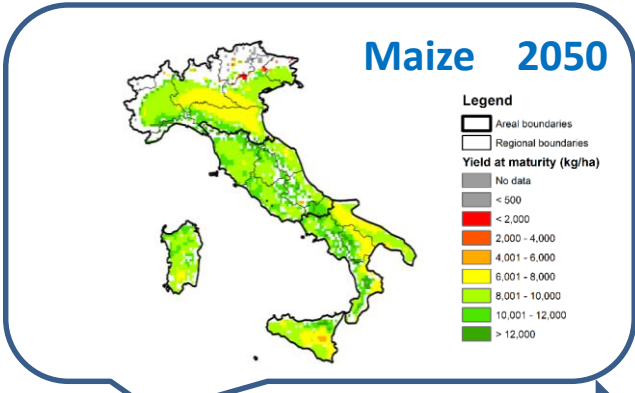 Maize 2050
Legend
Areal boundaries
Regional boundaries
Yield at maturity (kg/ha)
No data
< 500
< 2,000
2,000 - 4,000
4,001 - 6,000
6,001 - 8,000
8,001 - 10,000
10,001 - 12,000
> 12,000